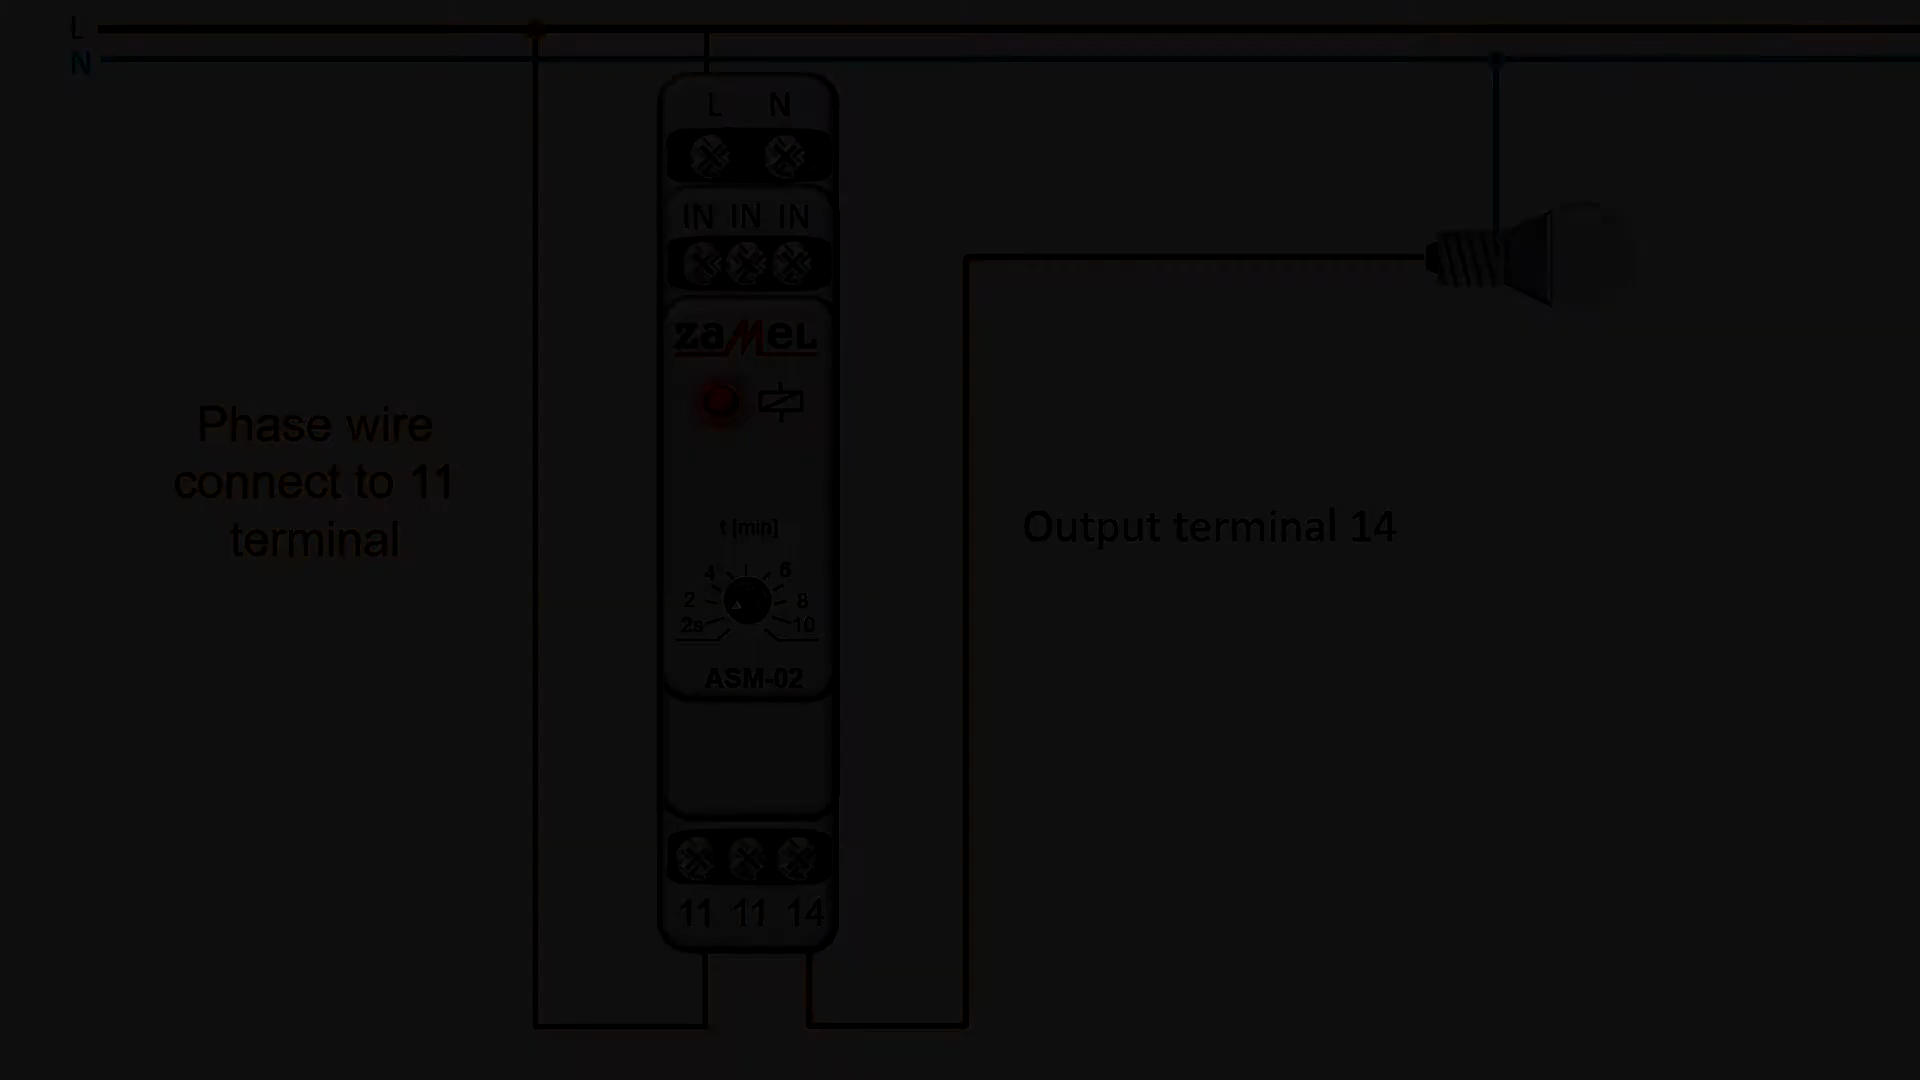 L
N
L N
IN IN IN
ZAMEL
Phase wire
connect to 11
terminal
Output terminal 14
t [min]
4 6
2 8
2s 10
ASM-02
11 11 14